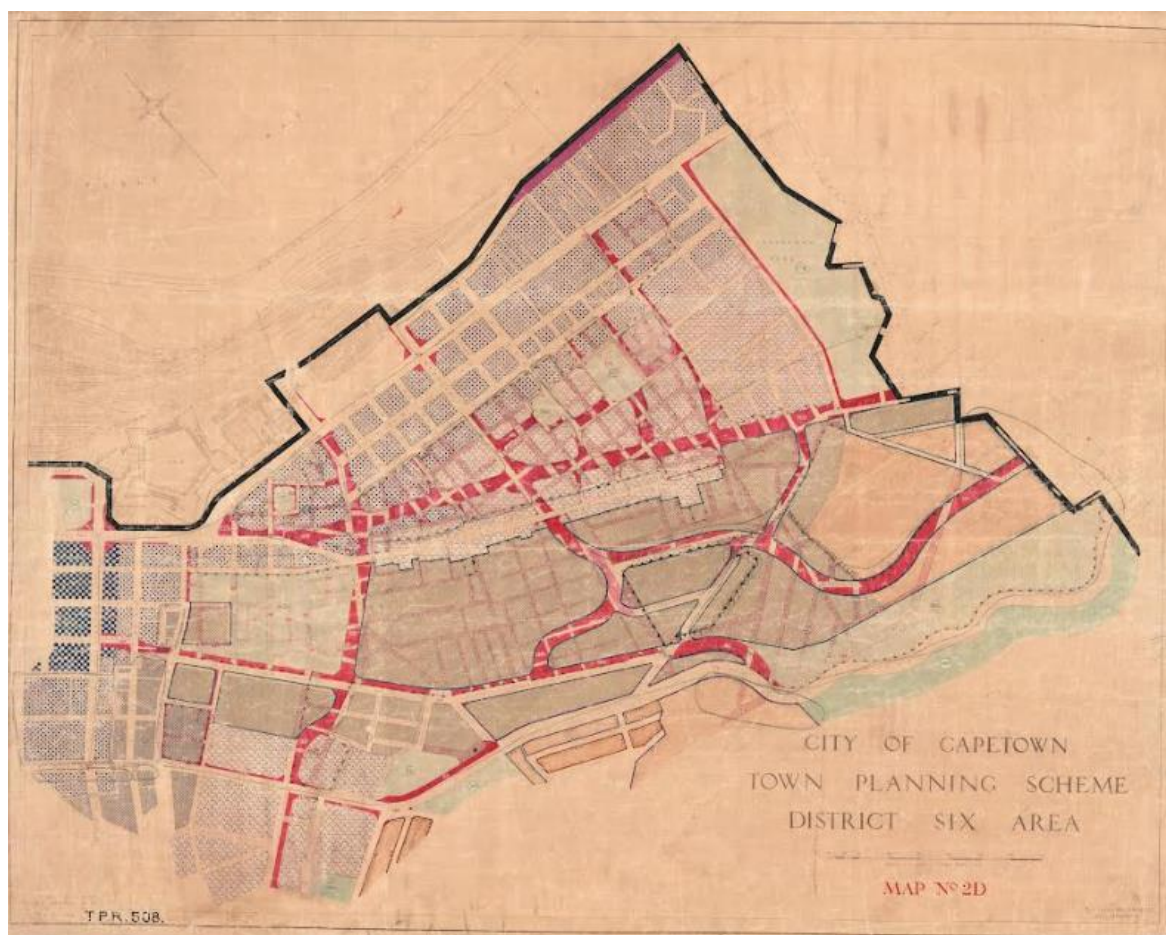 CITY OF CAPETOWN
TOWN PLANNING SCHEME
DISTRICT SIX AREA
MAP Nº 2D
T.P.R. 508.